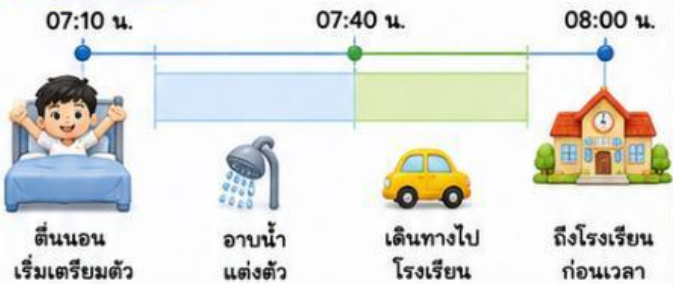 07:10 น.
07:40 น.
08:00 น.
ตื่นนอน
เริ่มเตรียมตัว
อาบน้ำ
แต่งตัว
เดินทางไป
โรงเรียน
ถึงโรงเรียน
ก่อนเวลา